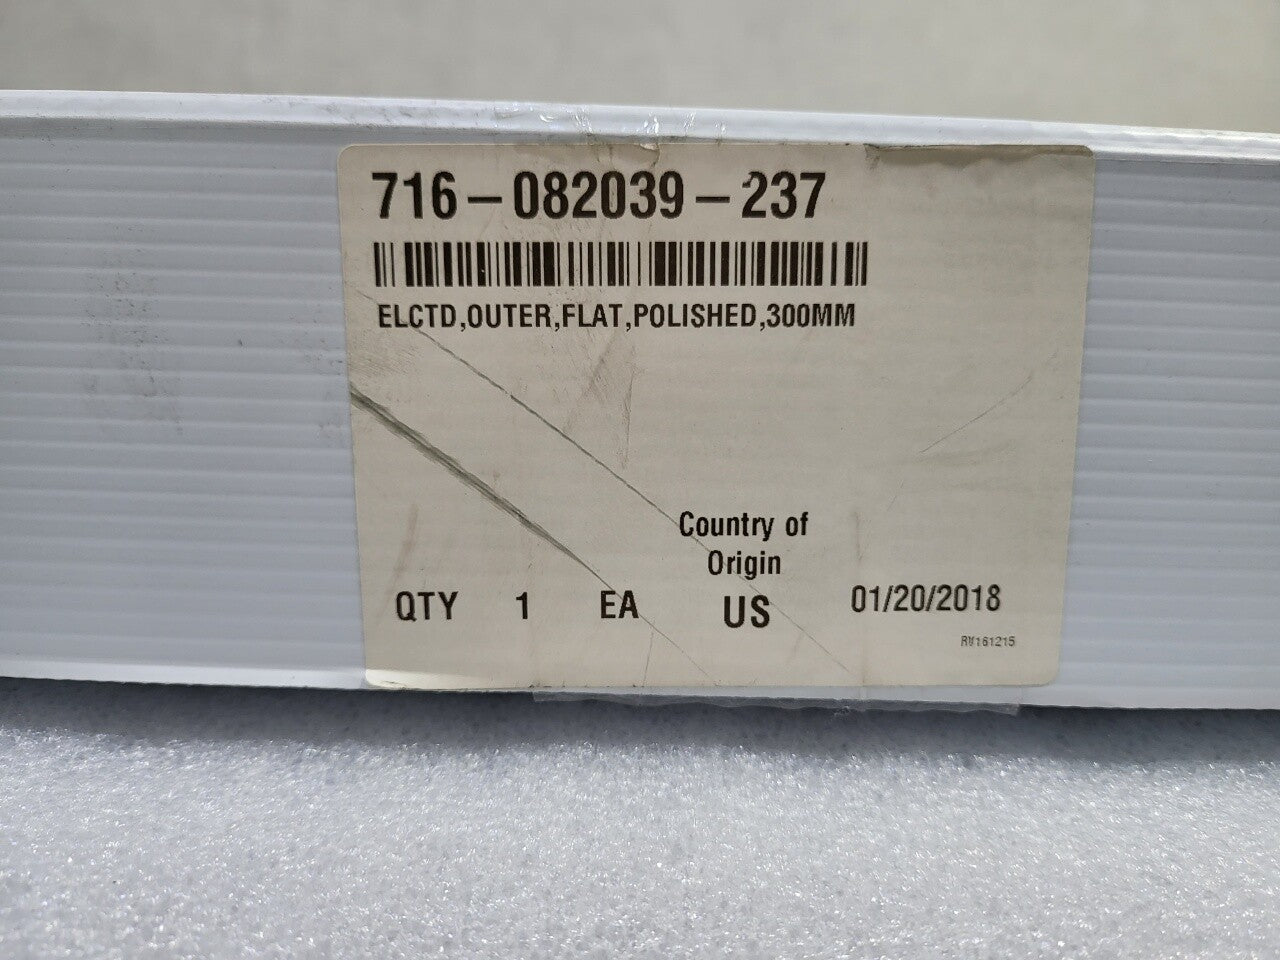 716-082039-237
ELCTD,OUTER,FLAT,POLISHED,300MM
Country of
Origin
QTY 1 EA US 01/20/2018
RV161215